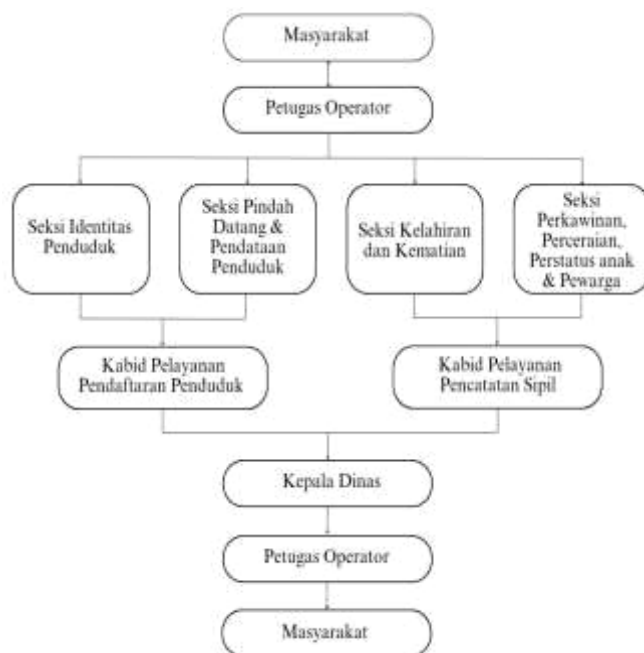 Masyarakat
Petugas Operator
Seksi Identitas
Penduduk
Seksi Pindah
Datang &
Pendataan
Penduduk
Seksi Kelahiran
dan Kematian
Seksi
Perkawinan,
Perceraian,
Perstatus anak
& Pewarga
Kabid Pelayanan
Pendaftaran Penduduk
Kabid Pelayanan
Pencatatan Sipil
Kepala Dinas
Petugas Operator
Masyarakat